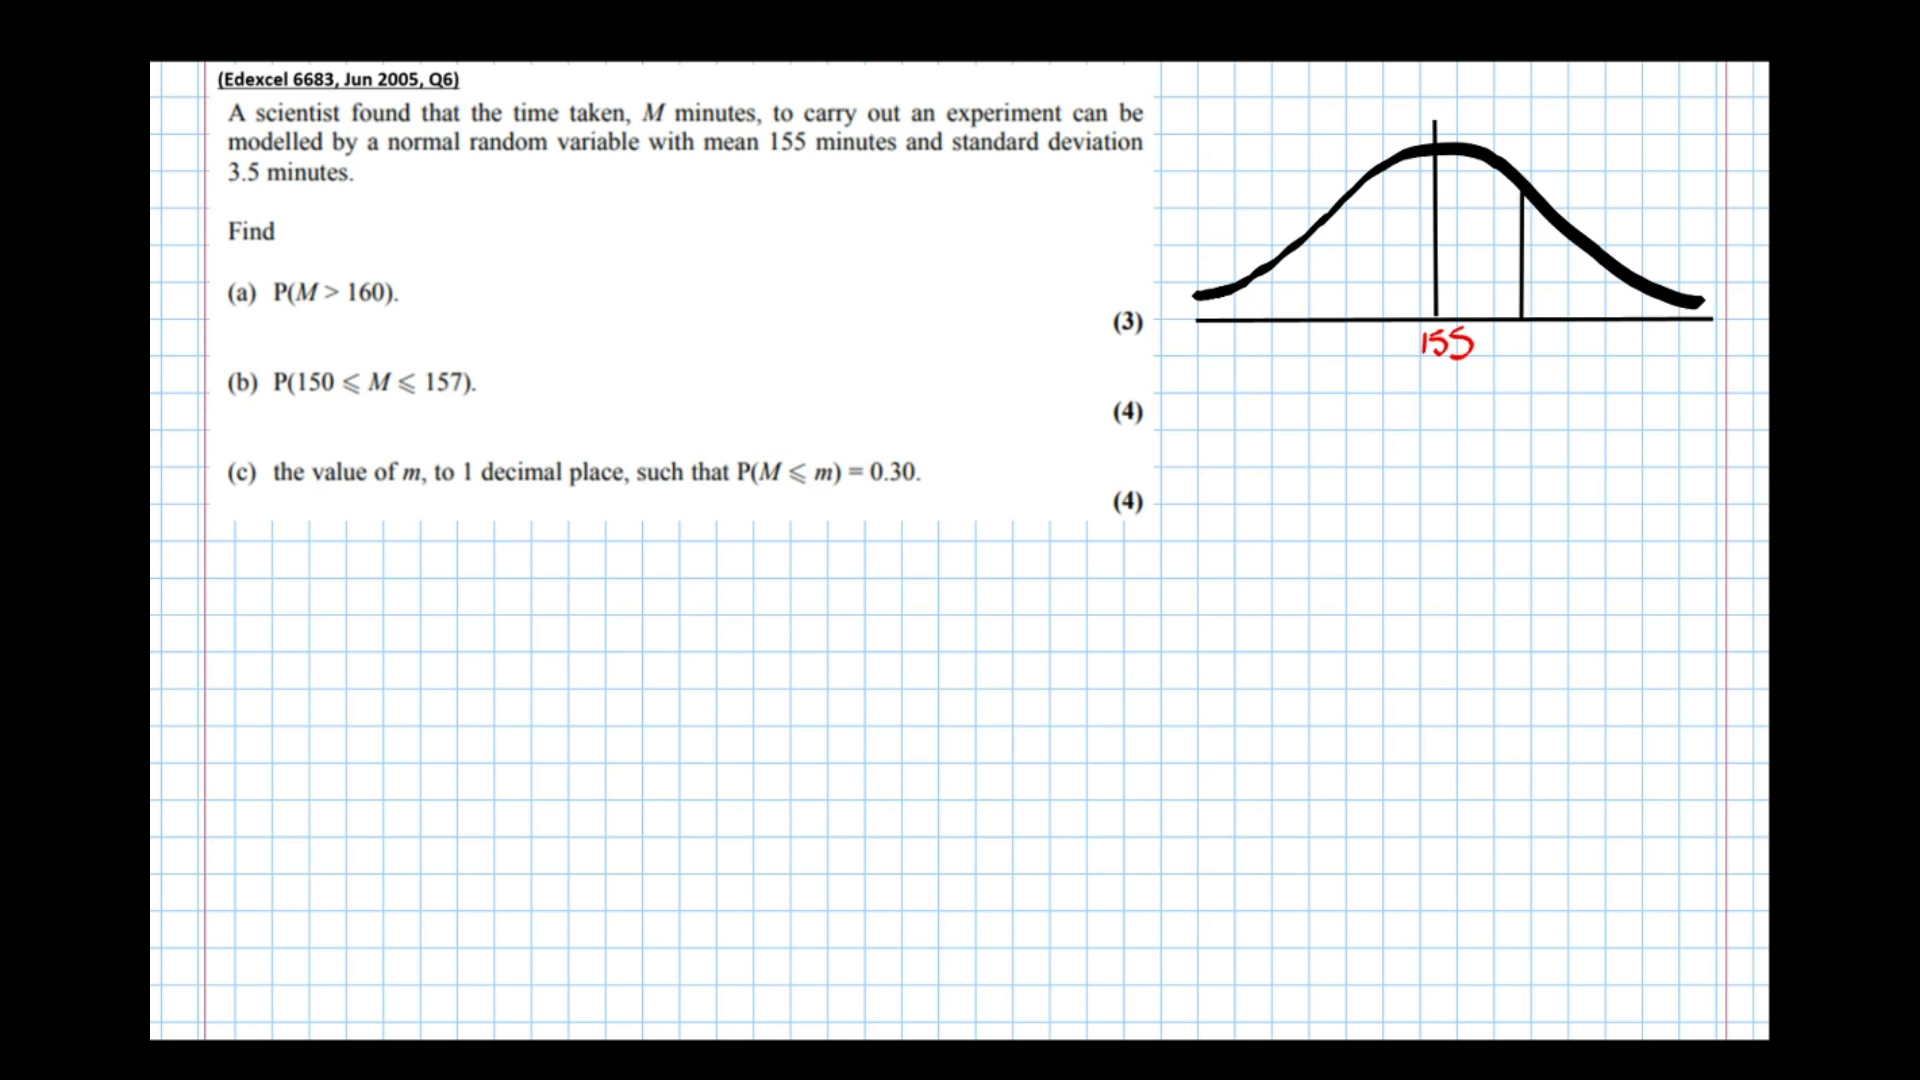 (Edexcel 6683, Jun 2005, Q6)
A scientist found that the time taken, M minutes, to carry out an experiment can be
modelled by a normal random variable with mean 155 minutes and standard deviation
3.5 minutes.
Find
(a) P(M > 160).
(3)
(b) P(150 ⩽ M ⩽ 157).
(4)
(c) the value of m, to 1 decimal place, such that P(M ⩽ m) = 0.30.
(4)
155